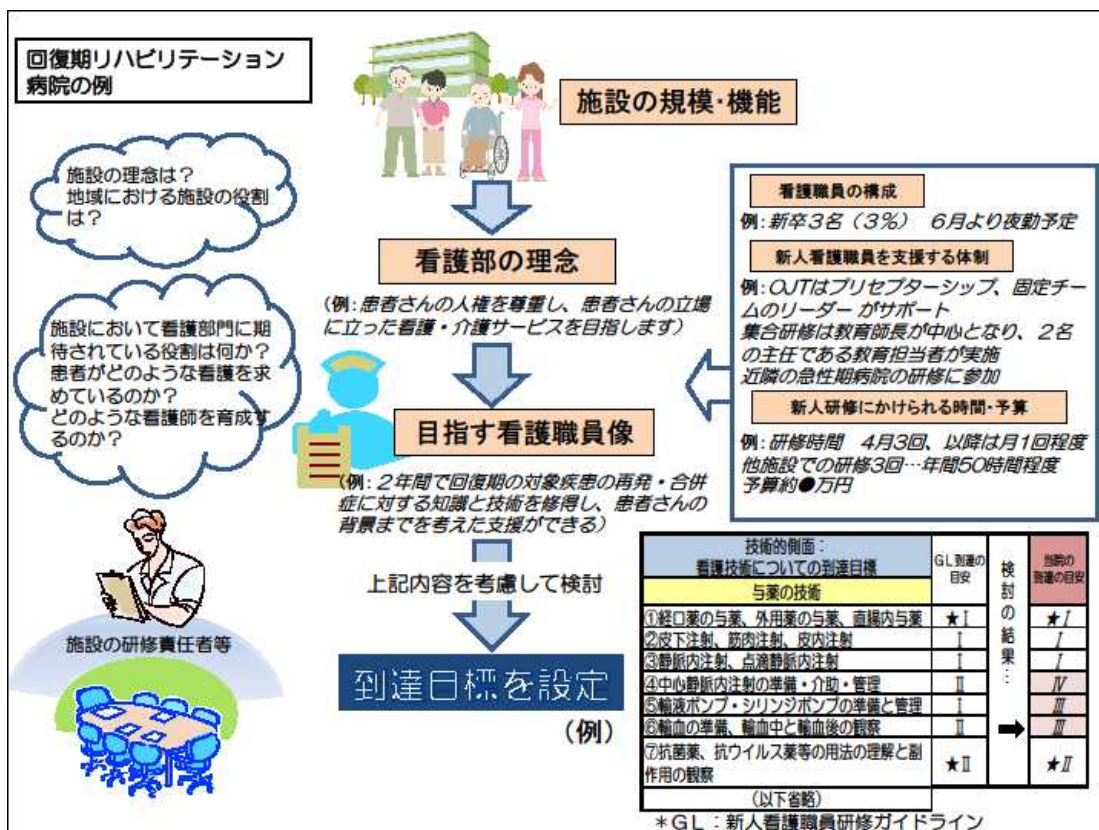 回復期リハビリテーション
病院の例
施設の規模・機能
施設の理念は？
地域における施設の役割
は？
看護部の理念
（例：患者さんの人権を尊重し、患者さんの立場
に立った看護・介護サービスを目指します）
施設において看護部門に期
待されている役割は何か？
患者がどのような看護を求
めているのか？
どのような看護師を育成す
るのか？
目指す看護職員像
（例：２年間で回復期の対象疾患の再発・合併
症に対する知識と技術を修得し、患者さんの
背景までを考えた支援ができる）
看護職員の構成
例：新卒３名（３％）　６月より夜勤予定
新人看護職員を支援する体制
例：OJTはプリセプターシップ、固定チー
ムのリーダー がサポート
集合研修は教育師長が中心となり、２名
の主任である教育担当者が実施
近隣の急性期病院の研修に参加
新人研修にかけられる時間・予算
例：研修時間　4月3回、以降は月1回程度
他施設での研修3回…年間50時間程度
予算約●万円
上記内容を考慮して検討
施設の研修責任者等
到達目標を設定
（例）
技術的側面：
看護技術についての到達目標
GL到達の
目安
検討の結果…
当院の
到達の目安
与薬の技術
①経口薬の与薬、外用薬の与薬、直腸内与薬 ★Ⅰ ★Ⅰ
②皮下注射、筋肉注射、皮内注射 Ⅰ Ⅰ
③静脈内注射、点滴静脈内注射 Ⅰ Ⅰ
④中心静脈内注射の準備・介助・管理 Ⅱ Ⅳ
⑤輸液ポンプ・シリンジポンプの準備と管理 Ⅰ Ⅲ
⑥輸血の準備、輸血中と輸血後の観察 Ⅱ Ⅲ
⑦抗菌薬、抗ウイルス薬等の用法の理解と副
作用の観察 ★Ⅱ ★Ⅱ
（以下省略）
＊GL：新人看護職員研修ガイドライン